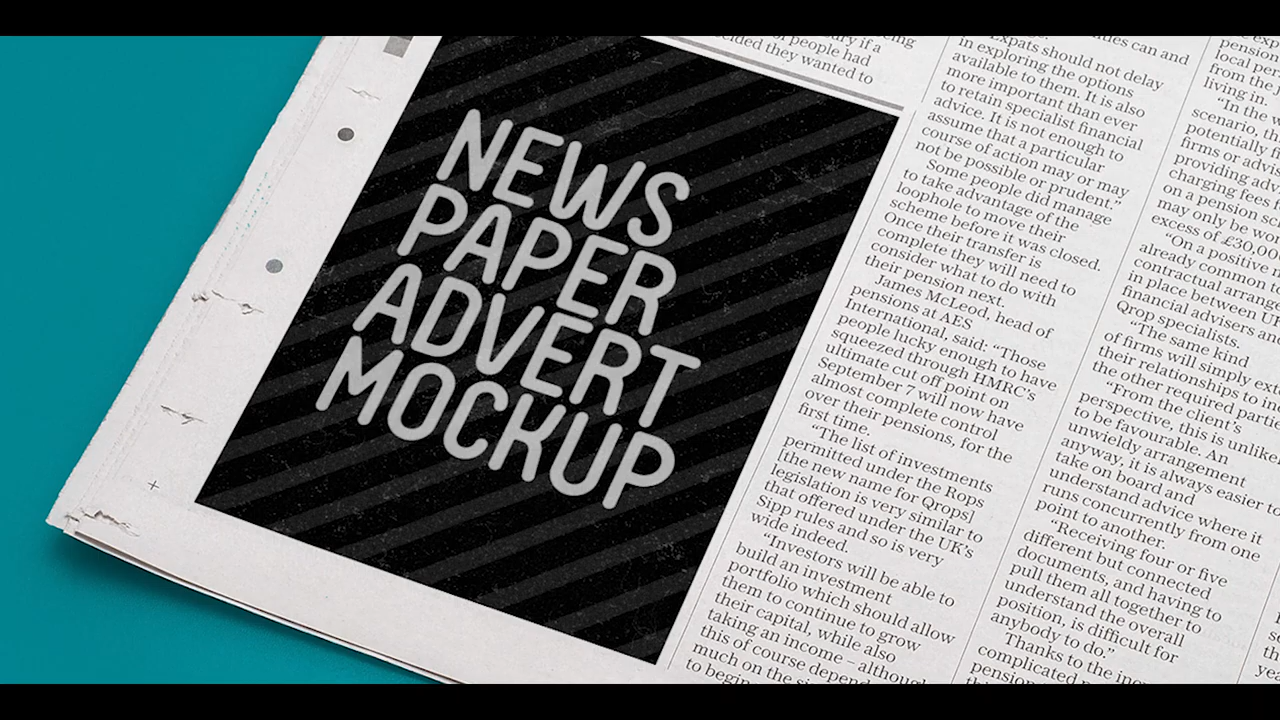 NEWS
PAPER
ADVERT
MOCKUP
of people had
decided they wanted to
Expats should not delay
in exploring the options
available to them. It is also
more important than ever
to retain specialist financial
advice. It is not enough to
assume that a particular
course of action may or may
not be possible or prudent.”
Some people did manage
to take advantage of the
loophole to move their
scheme before it was closed.
Once their transfer is
complete they will need to
consider what to do with
their pension next.
James McLeod, head of
pensions at AES
International, said: “Those
people lucky enough to have
squeezed through HMRC’s
ultimate cut off point on
September 7 will now have
almost complete control
over their pensions, for the
first time.
“The list of investments
permitted under the Rops
[the new name for Qrops]
legislation is very similar to
that offered under the UK’s
Sipp rules and so is very
wide indeed.
“Investors will be able to
build an investment
portfolio which should allow
them to continue to grow
their capital, while also
taking an income – although
this of course depend
much on the
to begin
can and
pension
local
from the
living in.
“In the
scenario,
potentially
firms or
providing
charging fees
on a pension
may only be
excess of £30,00
“On a positive
already common
contractual
in place between
financial advisers
Qrop specialists.
“The same kind
of firms will simply
their relationships to
the other required
“From the client’s
perspective, this is
to be favourable. An
unwieldy arrangement
anyway, it is always easier
take on board and
understand advice where it
runs concurrently from one
point to another.
“Receiving four or five
different but connected
documents, and having to
pull them all together to
understand the overall
position, is difficult for
anybody to do.”
Thanks to the
complicated
pension